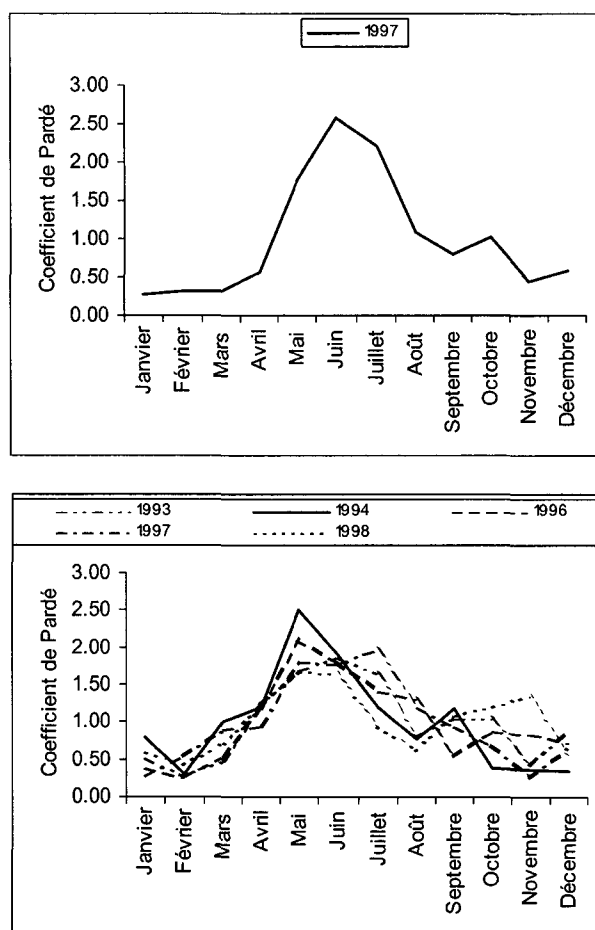 1997
Coefficient de Pardé
3.00
2.50
2.00
1.50
1.00
0.50
0.00
Janvier
Février
Mars
Avril
Mai
Juin
Juillet
Août
Septembre
Octobre
Novembre
Décembre
1993 1994 1996
1997 1998
Coefficient de Pardé
3.00
2.50
2.00
1.50
1.00
0.50
0.00
Janvier
Février
Mars
Avril
Mai
Juin
Juillet
Août
Septembre
Octobre
Novembre
Décembre